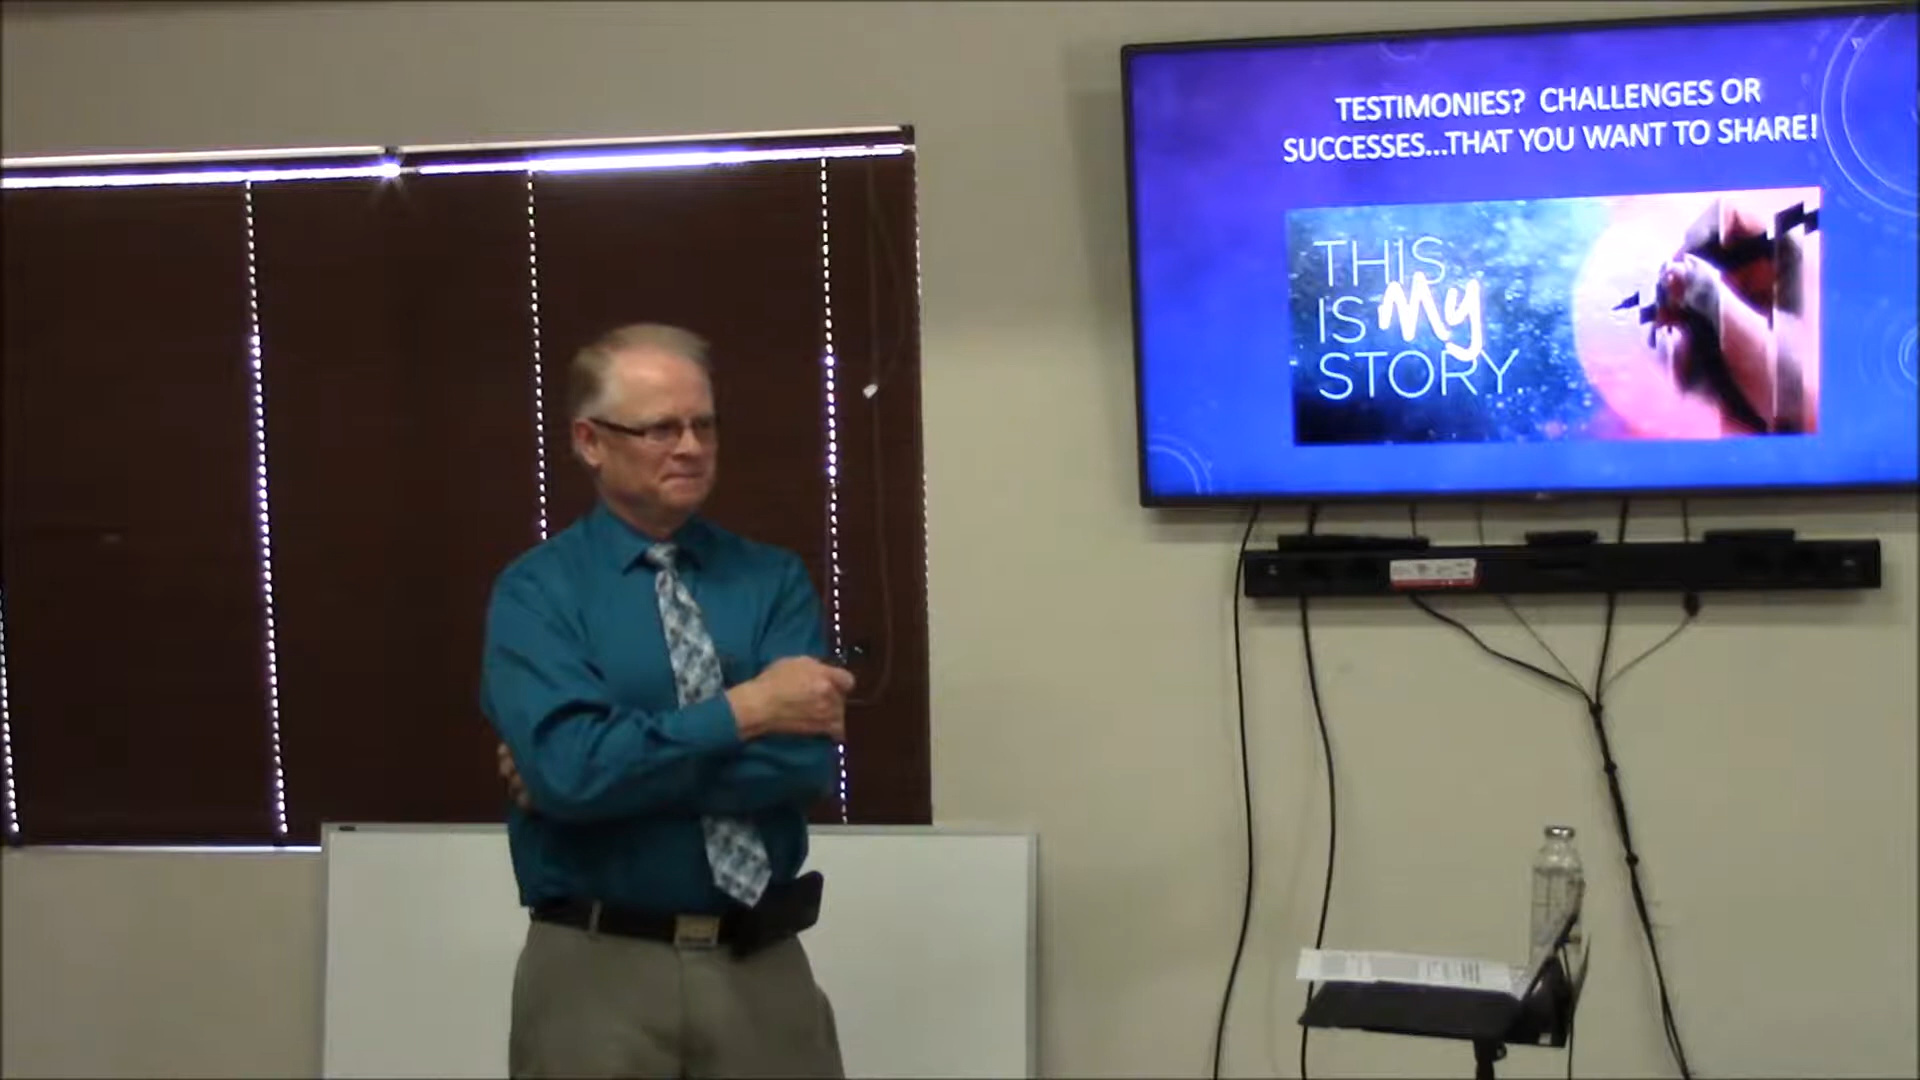 TESTIMONIES? CHALLENGES OR
SUCCESSES...THAT YOU WANT TO SHARE!
THIS
IS My
STORY